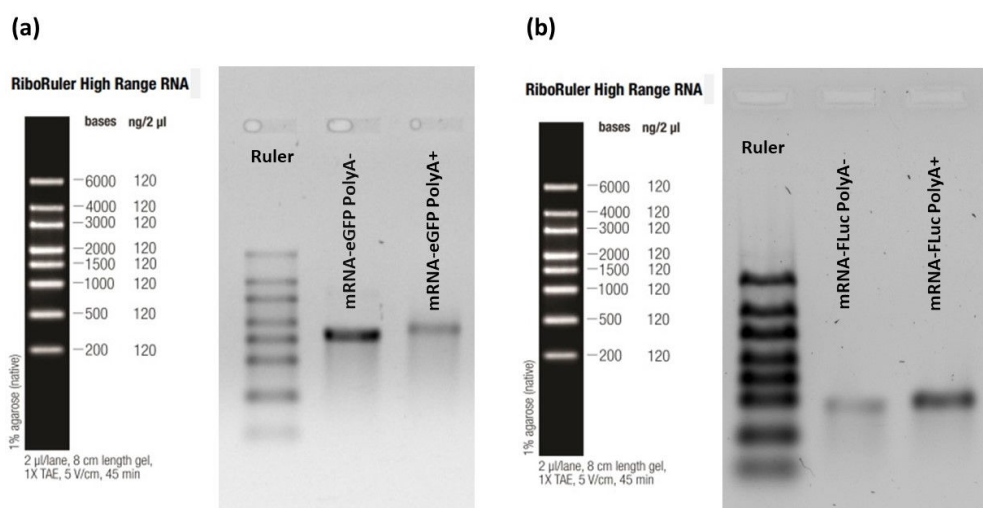 (a)
RiboRuler High Range RNA
bases ng/2 µl
6000 120
4000 120
3000 120
2000 120
1500 120
1000 120
500 120
200 120
1% agarose (native)
2 µl/lane, 8 cm length gel,
1X TAE, 5 V/cm, 45 min
Ruler
mRNA-eGFP PolyA-
mRNA-eGFP PolyA+
(b)
RiboRuler High Range RNA
bases ng/2 µl
6000 120
4000 120
3000 120
2000 120
1500 120
1000 120
500 120
200 120
1% agarose (native)
2 µl/lane, 8 cm length gel,
1X TAE, 5 V/cm, 45 min
Ruler
mRNA-FLuc PolyA-
mRNA-FLuc PolyA+